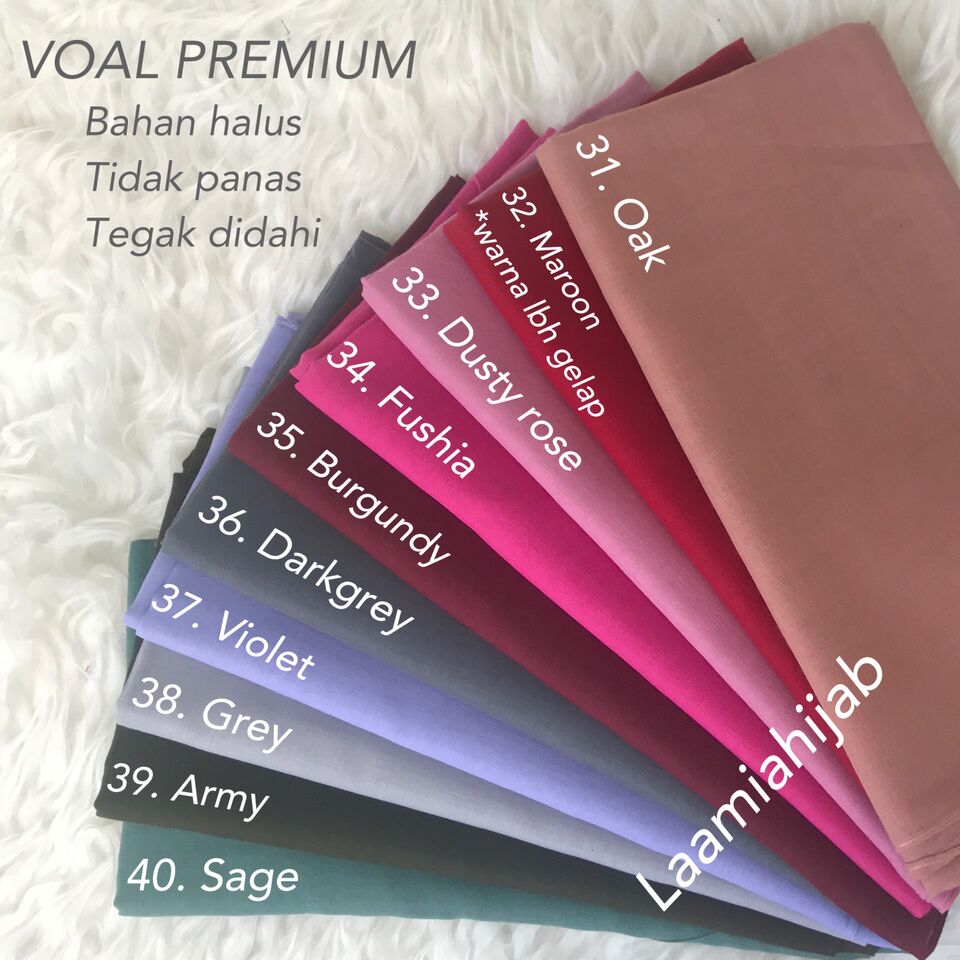 VOAL PREMIUM
Bahan halus
Tidak panas
Tegak didahi
31. Oak
32. Maroon
*warna lbh gelap
33. Dusty rose
34. Fushia
35. Burgundy
36. Darkgrey
37. Violet
38. Grey
39. Army
40. Sage
Laamiahijab